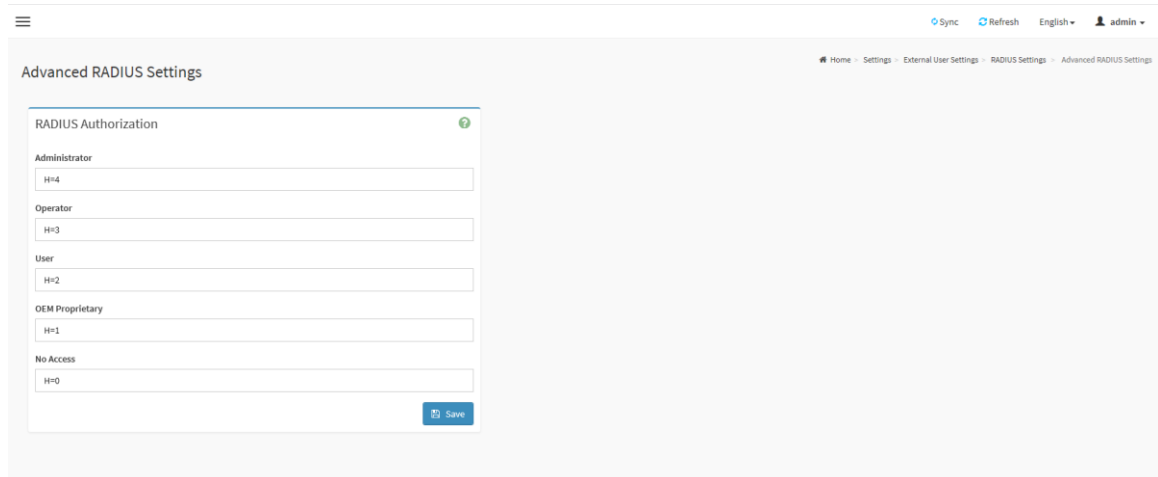 Sync Refresh English admin
Home > Settings > External User Settings > RADIUS Settings > Advanced RADIUS Settings
Advanced RADIUS Settings
RADIUS Authorization ?
Administrator
H=4
Operator
H=3
User
H=2
OEM Proprietary
H=1
No Access
H=0
Save